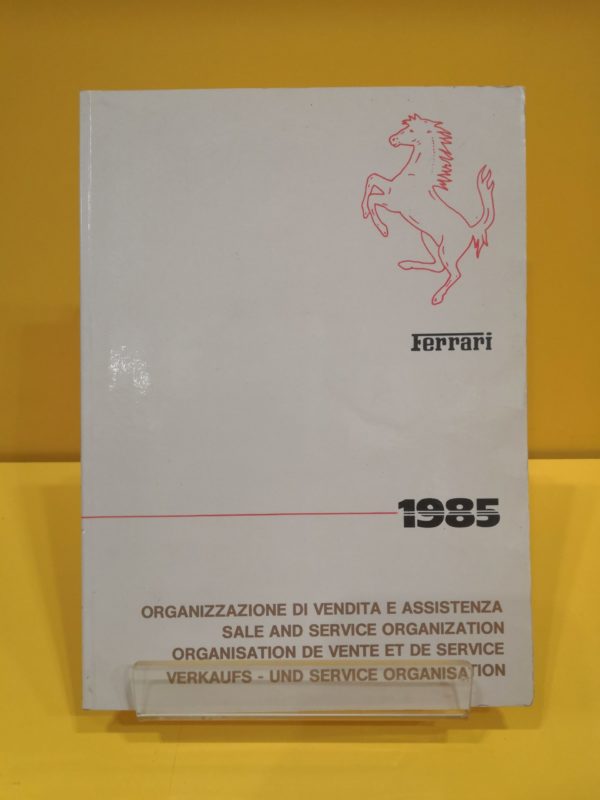 Ferrari
1985
ORGANIZZAZIONE DI VENDITA E ASSISTENZA
SALE AND SERVICE ORGANIZATION
ORGANISATION DE VENTE ET DE SERVICE
VERKAUFS - UND SERVICE ORGANISATION